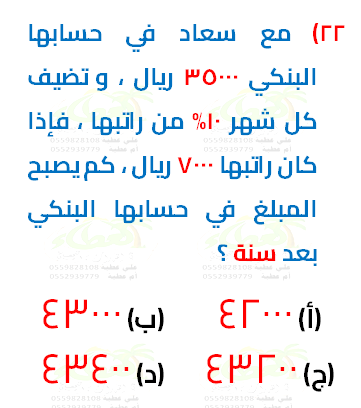 ٢٢) مع سعاد في حسابها
البنكي ٣٥٠٠٠ ريال ، و تضيف
كل شهر ١٠% من راتبها ، فإذا
كان راتبها ٧٠٠٠ ريال ، كم يصبح
المبلغ في حسابها البنكي
بعد سنة ؟
(أ) ٤٢٠٠٠ (ب) ٤٣٠٠٠
(ج) ٤٣٢٠٠ (د) ٤٣٤٠٠